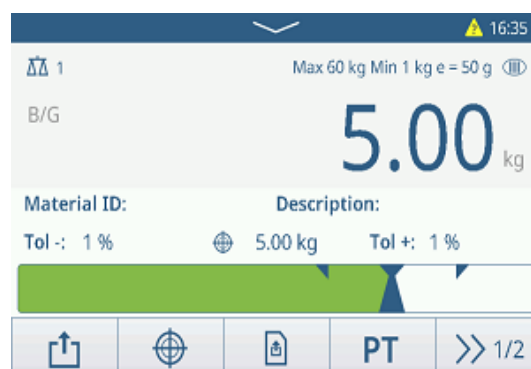 16:35
1 Max 60 kg Min 1 kg e = 50 g
B/G
5.00 kg
Material ID: Description:
Tol -: 1 % 5.00 kg Tol +: 1 %
PT 1/2